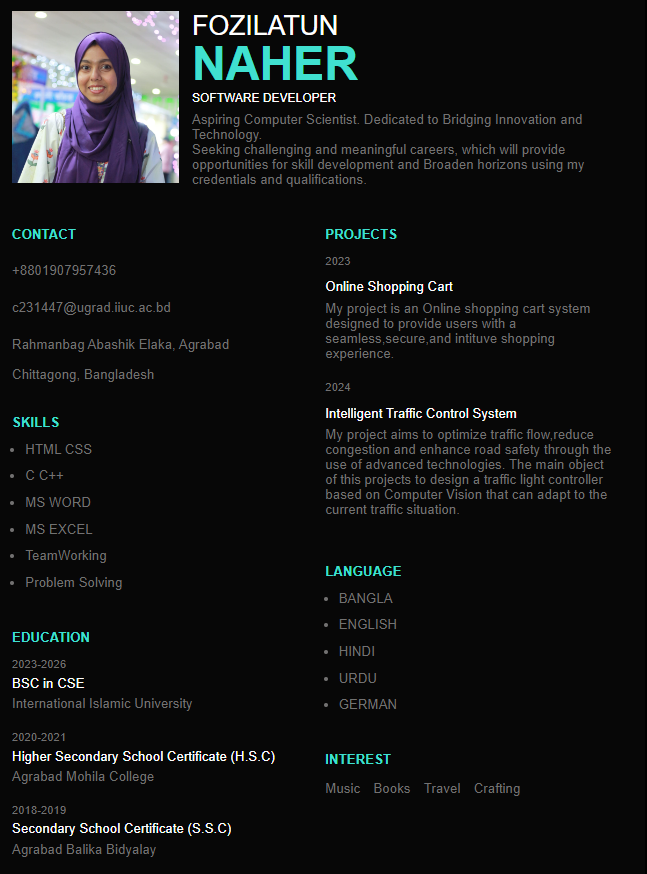 FOZILATUN
NAHER
SOFTWARE DEVELOPER
Aspiring Computer Scientist. Dedicated to Bridging Innovation and
Technology.
Seeking challenging and meaningful careers, which will provide
opportunities for skill development and Broaden horizons using my
credentials and qualifications.
CONTACT
+8801907957436
c231447@ugrad.iiuc.ac.bd
Rahmanbag Abashik Elaka, Agrabad
Chittagong, Bangladesh
SKILLS
• HTML CSS
• C C++
• MS WORD
• MS EXCEL
• TeamWorking
• Problem Solving
EDUCATION
2023-2026
BSC in CSE
International Islamic University
2020-2021
Higher Secondary School Certificate (H.S.C)
Agrabad Mohila College
2018-2019
Secondary School Certificate (S.S.C)
Agrabad Balika Bidyalay
PROJECTS
2023
Online Shopping Cart
My project is an Online shopping cart system
designed to provide users with a
seamless,secure,and intituve shopping
experience.
2024
Intelligent Traffic Control System
My project aims to optimize traffic flow,reduce
congestion and enhance road safety through the
use of advanced technologies. The main object
of this projects to design a traffic light controller
based on Computer Vision that can adapt to the
current traffic situation.
LANGUAGE
• BANGLA
• ENGLISH
• HINDI
• URDU
• GERMAN
INTEREST
Music Books Travel Crafting